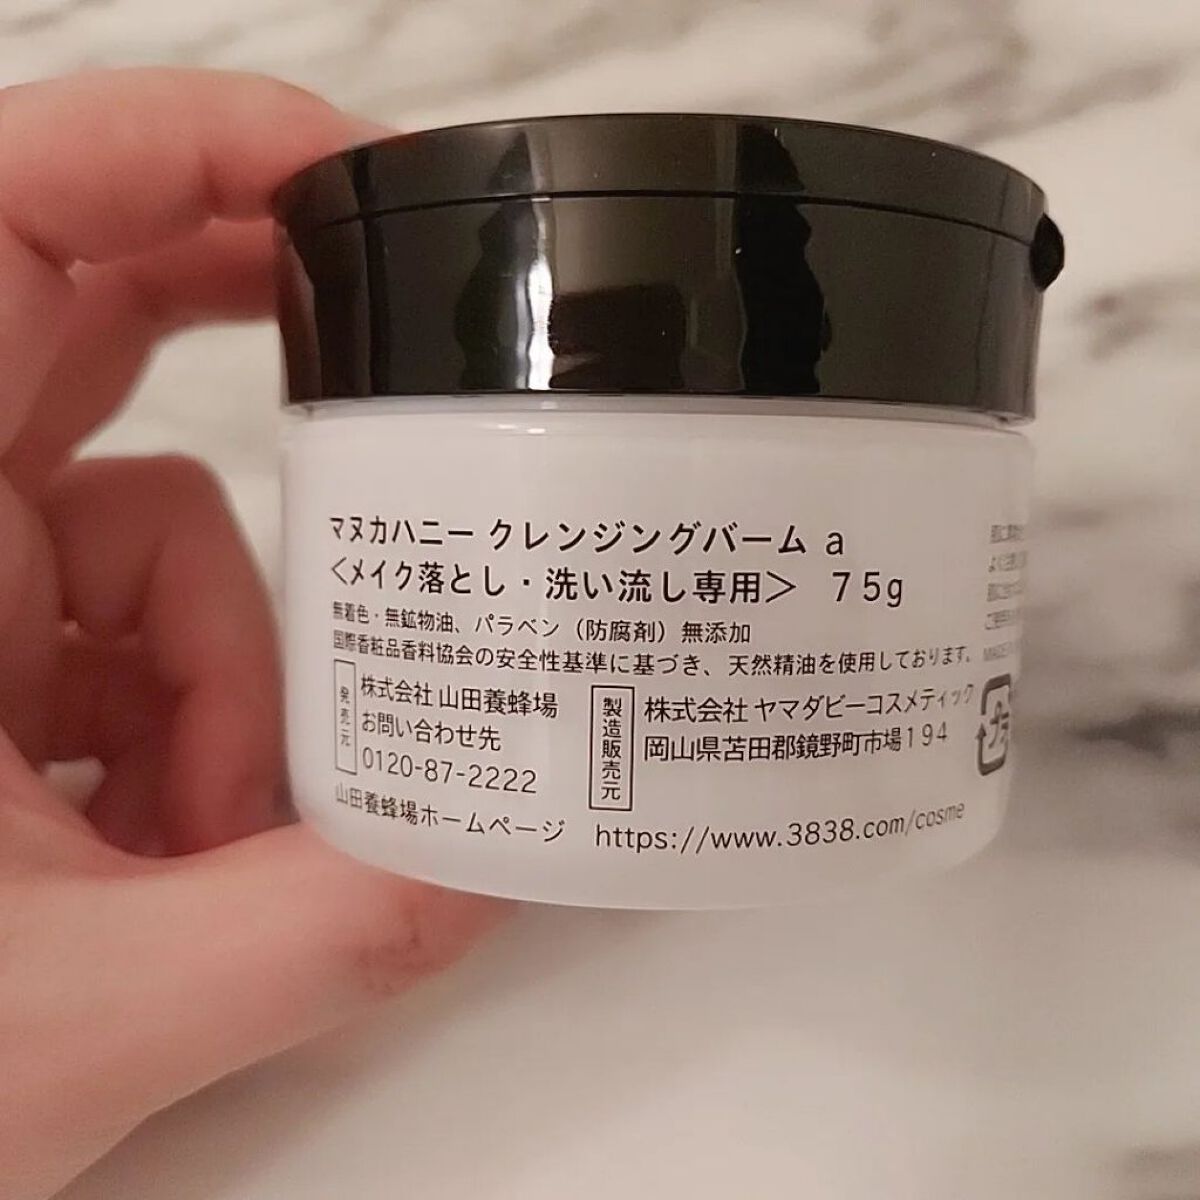 マヌカハニー クレンジングバーム a
＜メイク落とし・洗い流し専用＞ 75g
無着色・無鉱物油、パラベン（防腐剤）無添加
国際香粧品香料協会の安全性基準に基づき、天然精油を使用しております。
発売元
株式会社 山田養蜂場
お問い合わせ先
0120-87-2222
製造販売元
株式会社 ヤマダビーコスメティック
岡山県苫田郡鏡野町市場194
山田養蜂場ホームページ https://www.3838.com/cosme
プラ